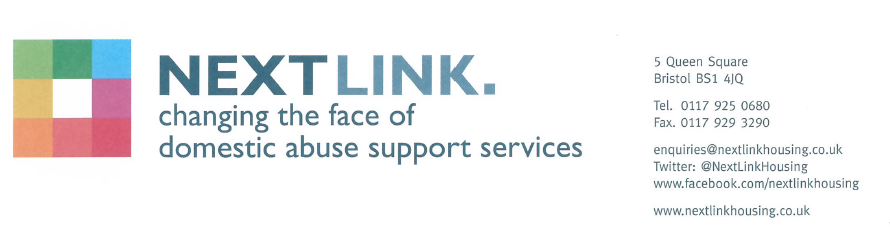 NEXTLINK.
changing the face of
domestic abuse support services
5 Queen Square
Bristol BS1 4JQ
Tel. 0117 925 0680
Fax. 0117 929 3290
enquiries@nextlinkhousing.co.uk
Twitter: @NextLinkHousing
www.facebook.com/nextlinkhousing
www.nextlinkhousing.co.uk